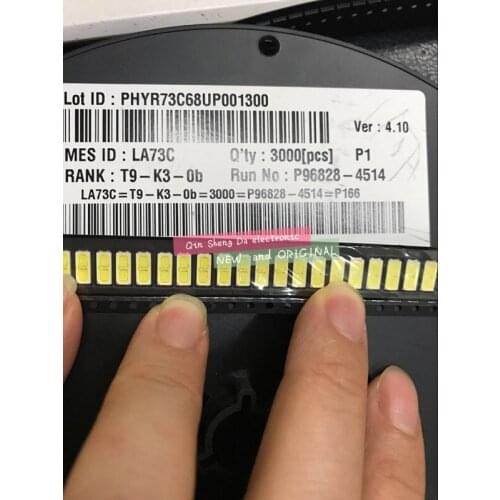 Lot ID : PHYR73C68UP001300
Ver : 4.10
MES ID : LA73C Q'ty : 3000[pcs] P1
RANK : T9-K3-0b Run No : P96828-4514
LA73C=T9-K3-0b=3000=P96828-4514=P166
Qin Sheng Da electronic
NEW and ORIGINAL